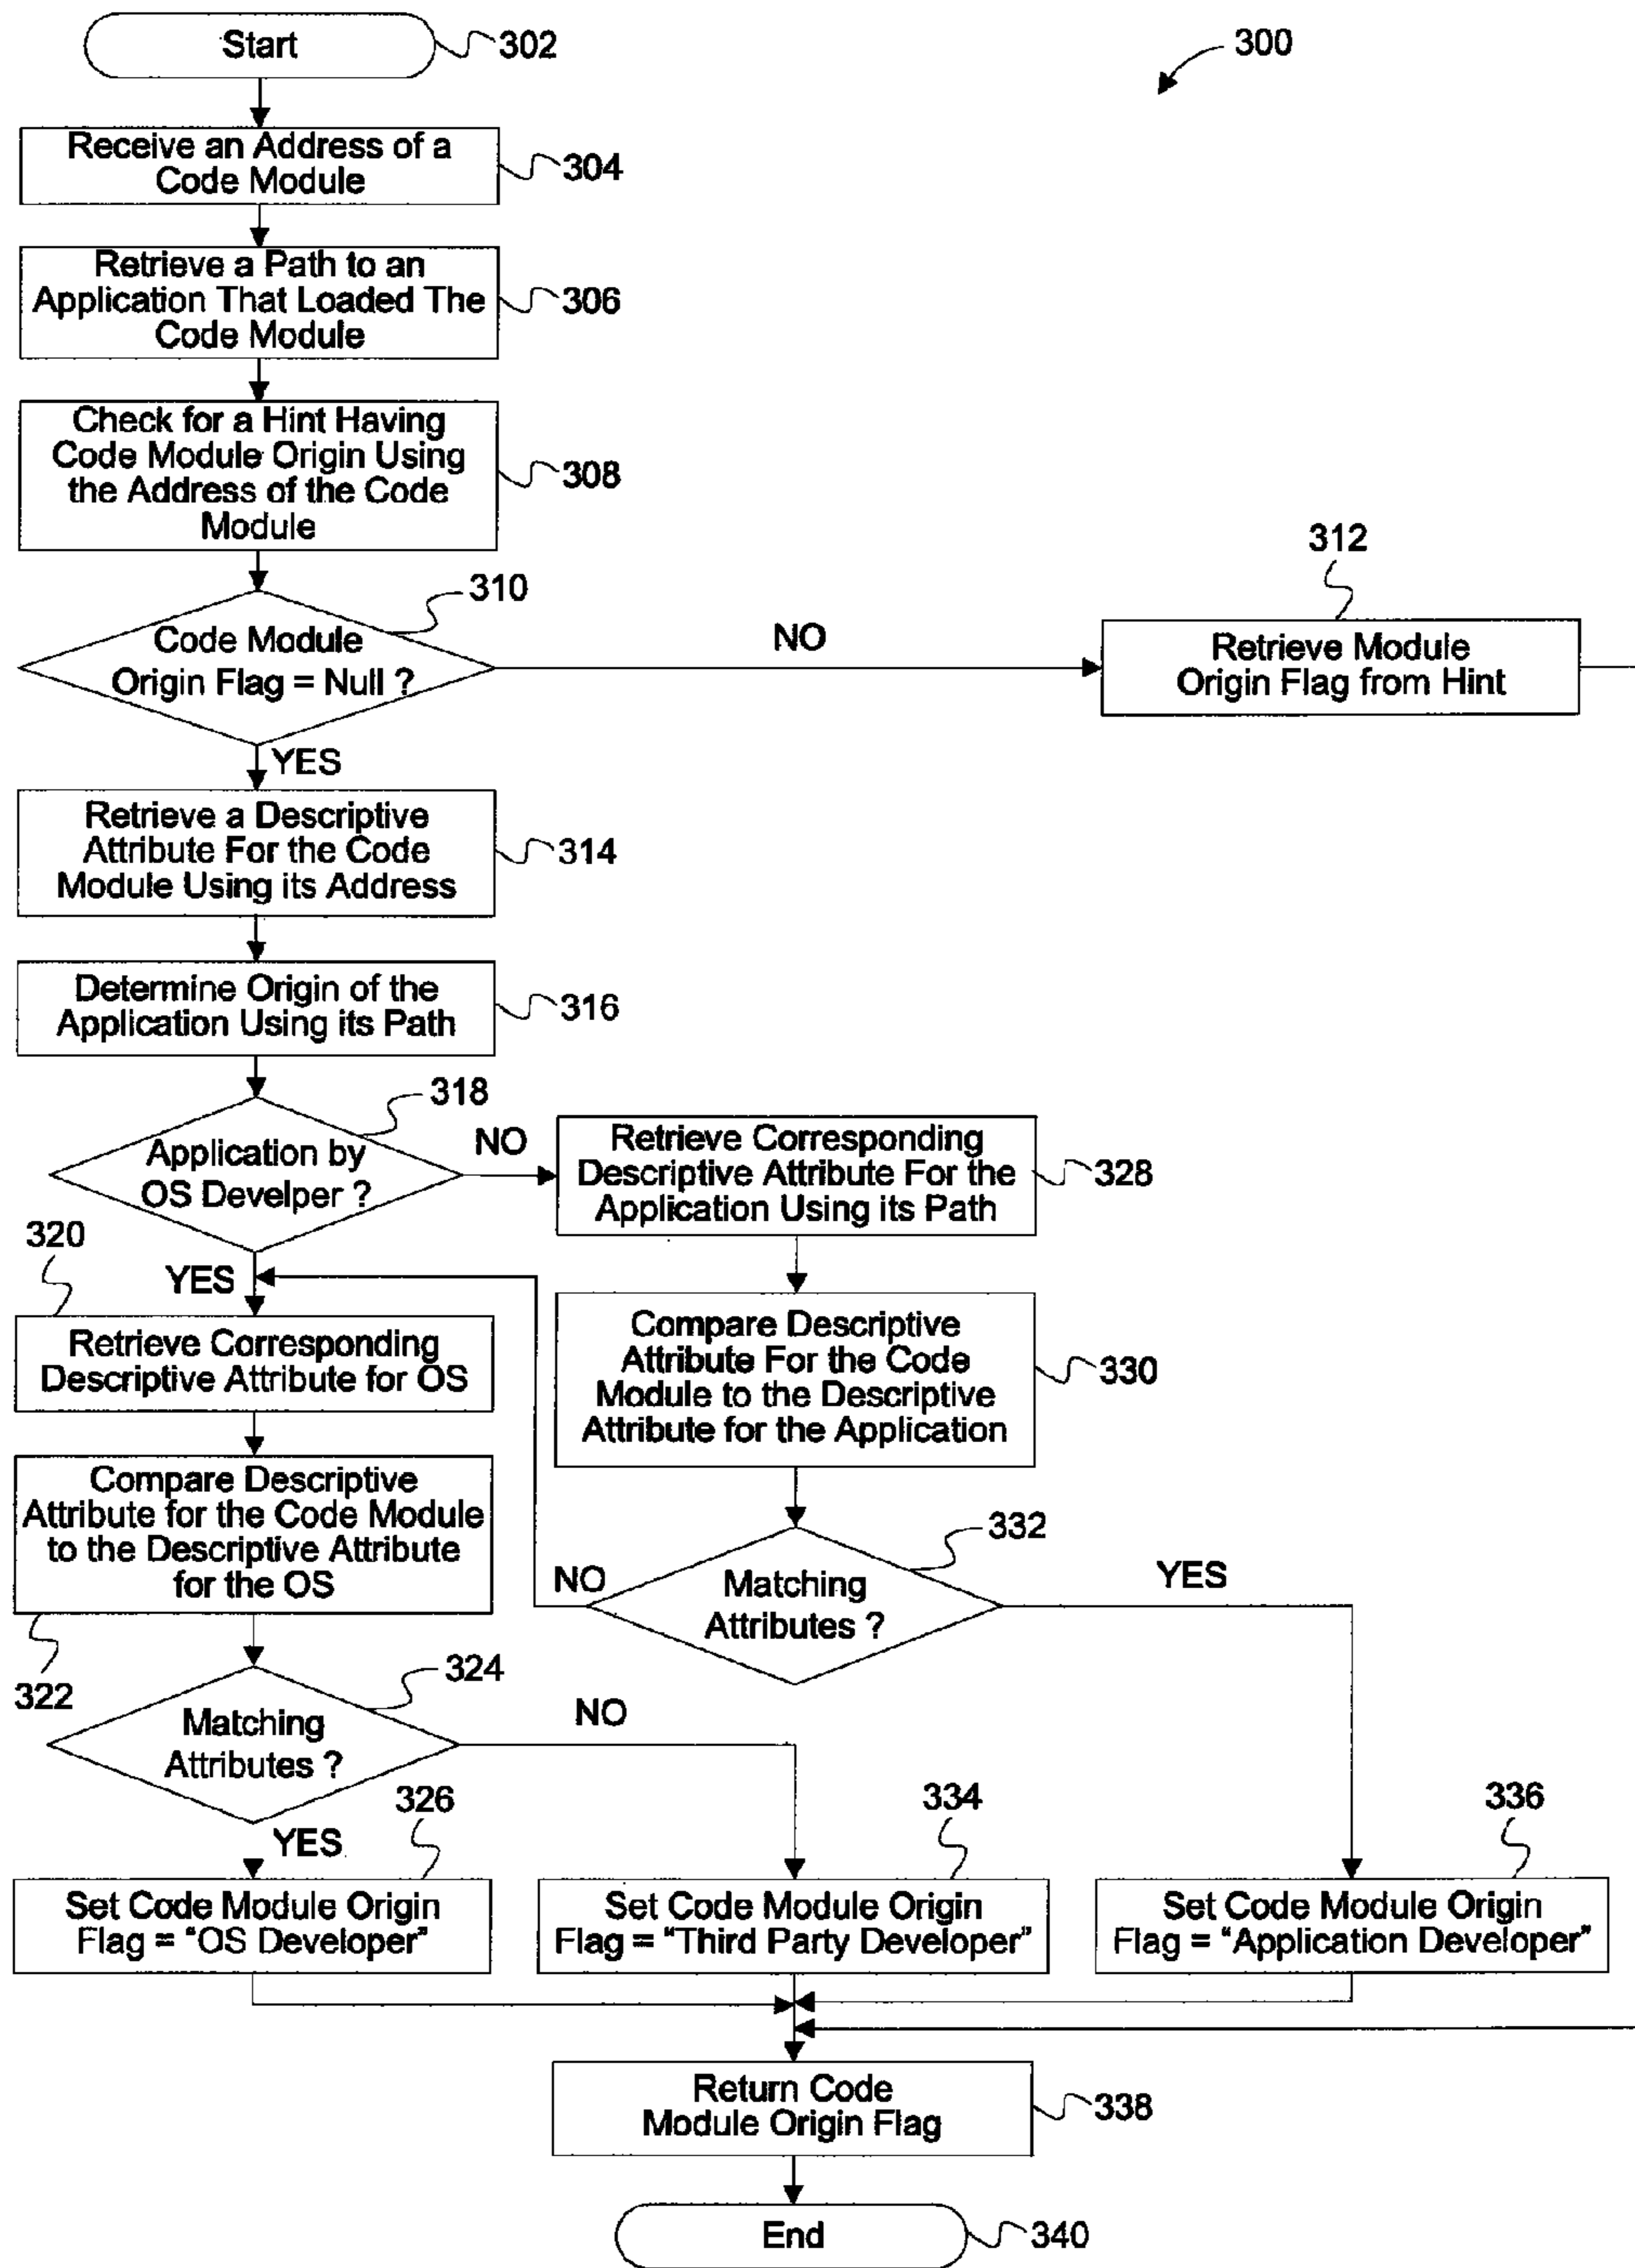 Start
302
300
Receive an Address of a
Code Module
304
Retrieve a Path to an
Application That Loaded The
Code Module
306
Check for a Hint Having
Code Module Origin Using
the Address of the Code
Module
308
310
Code Module
Origin Flag = Null ?
NO
312
Retrieve Module
Origin Flag from Hint
YES
Retrieve a Descriptive
Attribute For the Code
Module Using its Address
314
Determine Origin of the
Application Using its Path
316
318
Application by
OS Develper ?
NO
Retrieve Corresponding
Descriptive Attribute For the
Application Using its Path
328
320
YES
Retrieve Corresponding
Descriptive Attribute for OS
Compare Descriptive
Attribute For the Code
Module to the Descriptive
Attribute for the Application
330
Compare Descriptive
Attribute for the Code Module
to the Descriptive Attribute
for the OS
322
332
Matching
Attributes ?
NO
YES
324
Matching
Attributes ?
NO
YES
326
Set Code Module Origin
Flag = "OS Developer"
334
Set Code Module Origin
Flag = "Third Party Developer"
336
Set Code Module Origin
Flag = "Application Developer"
Return Code
Module Origin Flag
338
End
340